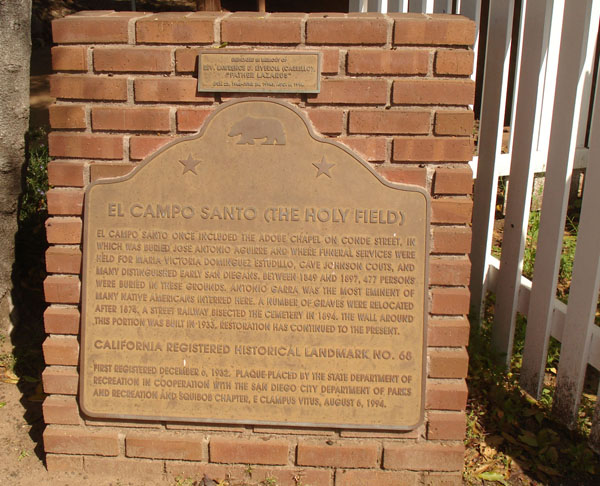 DEDICATED IN MEMORY OF
REV. LAWRENCE D.
"FATHER LAZARUS"
EL CAMPO SANTO (THE HOLY FIELD)
EL CAMPO SANTO ONCE INCLUDED THE ADOBE CHAPEL ON CONDE STREET, IN
WHICH WAS BURIED JOSE ANTONIO AGUIRRE AND WHERE FUNERAL SERVICES WERE
HELD FOR MARIA VICTORIA DOMINGUEZ ESTUDILLO, CAVE JOHNSON COUTS, AND
MANY DISTINGUISHED EARLY SAN DIEGANS. BETWEEN 1849 AND 1897, 477 PERSONS
WERE BURIED IN THESE GROUNDS. ANTONIO GARRA WAS THE MOST EMINENT OF
MANY NATIVE AMERICANS INTERRED HERE. A NUMBER OF GRAVES WERE RELOCATED
AFTER 1874. A STREET RAILWAY BISECTED THE CEMETERY IN 1894. THE WALL AROUND
THIS PORTION WAS BUILT IN 1933. RESTORATION HAS CONTINUED TO THE PRESENT.
CALIFORNIA REGISTERED HISTORICAL LANDMARK NO. 68
FIRST REGISTERED DECEMBER 6, 1932. PLAQUE PLACED BY THE STATE DEPARTMENT OF
RECREATION IN COOPERATION WITH THE SAN DIEGO CITY DEPARTMENT OF PARKS
AND RECREATION AND SQUIBOB CHAPTER, E CLAMPUS VITUS, AUGUST 6, 1994.